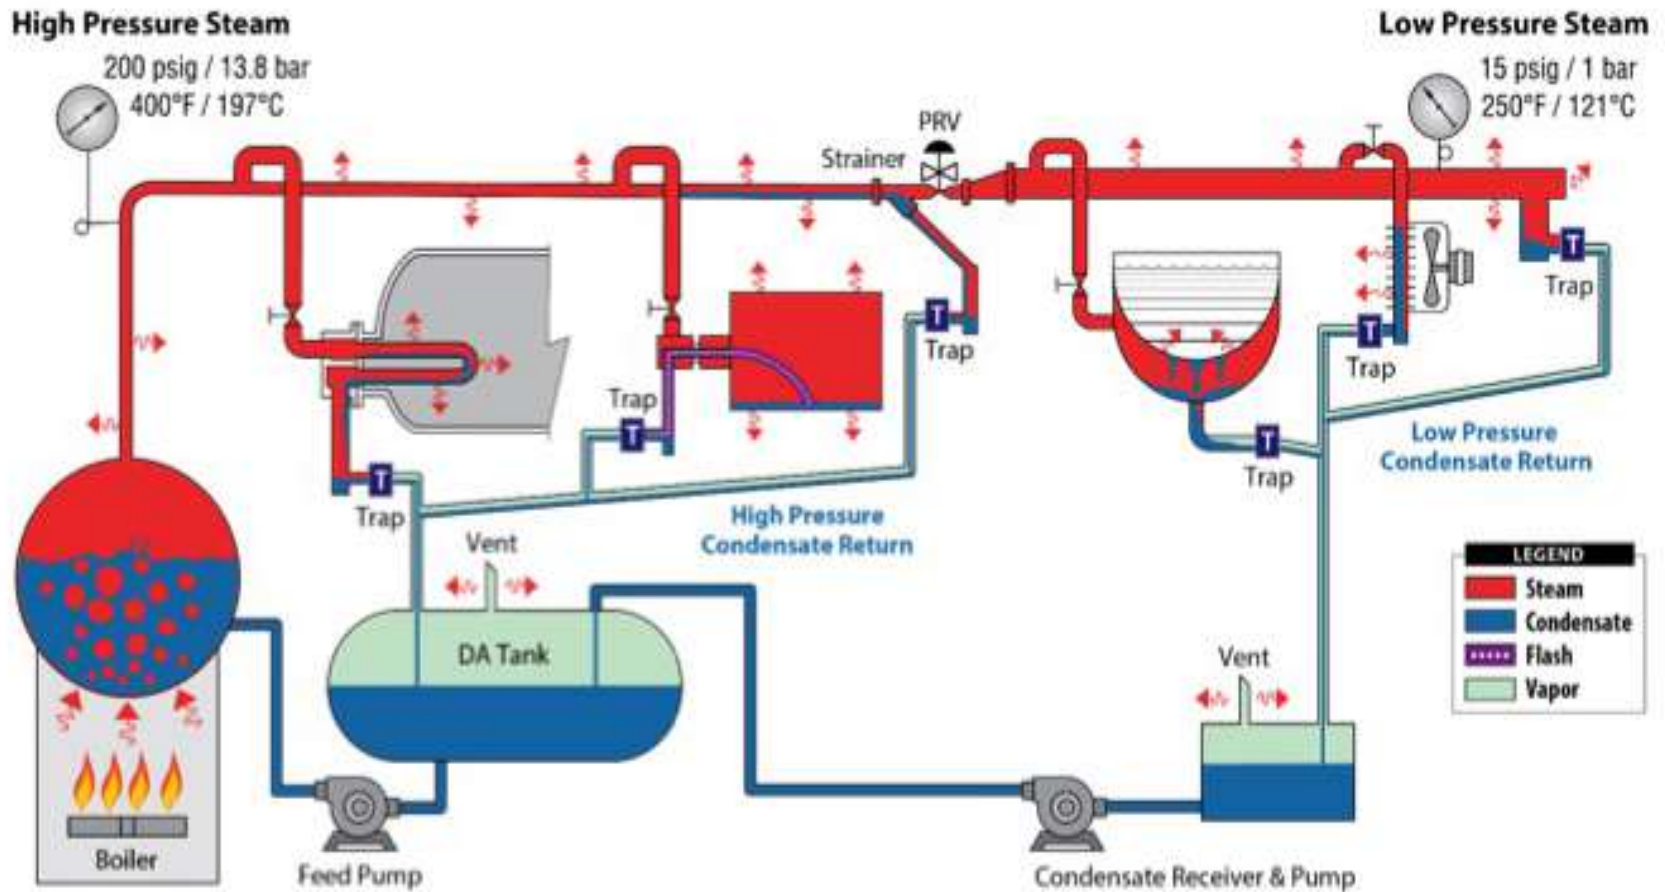 High Pressure Steam
200 psig / 13.8 bar
400°F / 197°C
Low Pressure Steam
15 psig / 1 bar
250°F / 121°C
PRV
Strainer
T
Trap
T
Trap
T
Trap
T
Trap
T
Trap
T
Trap
High Pressure
Condensate Return
Low Pressure
Condensate Return
Vent
DA Tank
Vent
LEGEND
Steam
Condensate
Flash
Vapor
Boiler
Feed Pump
Condensate Receiver & Pump